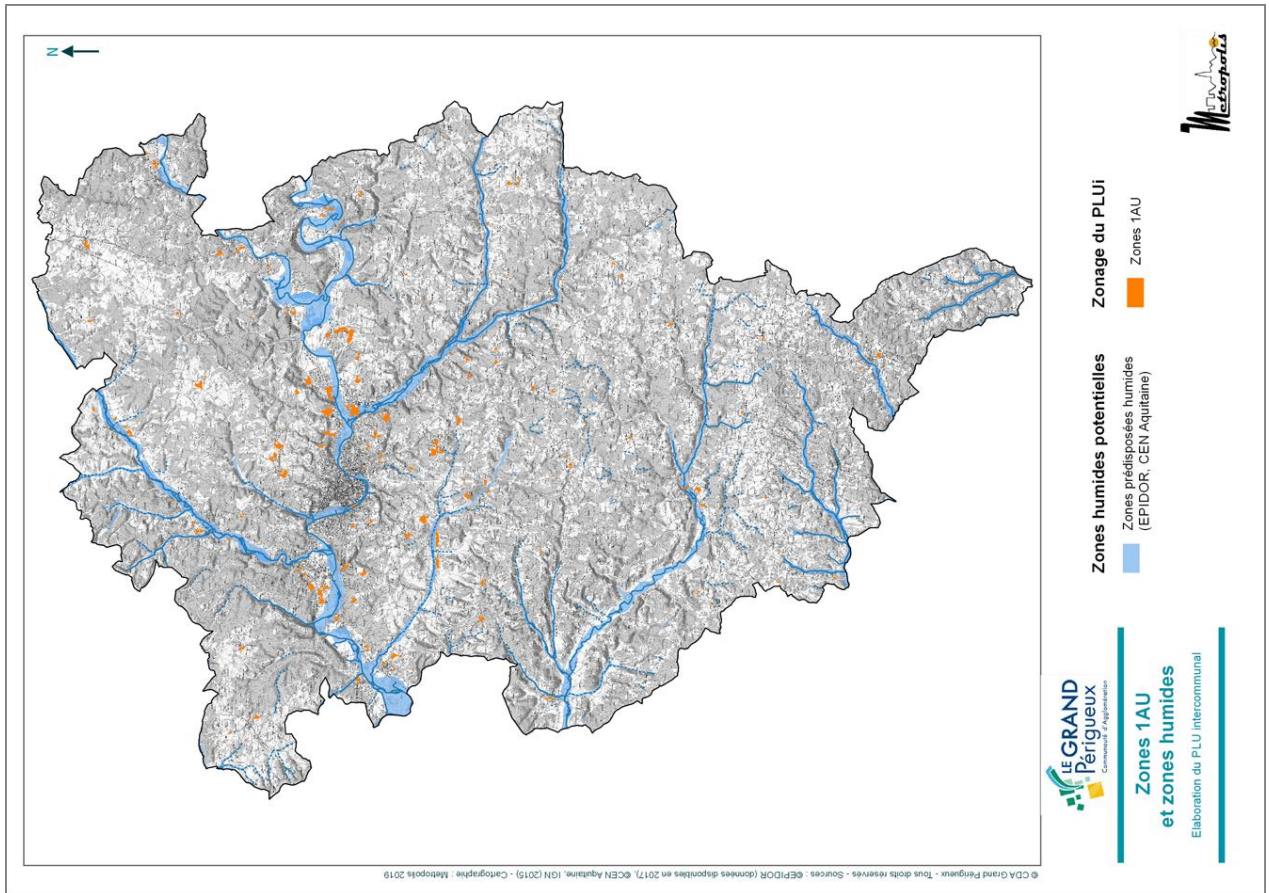 N
Metropolis
Zonage du PLUi
Zones 1AU
Zones humides potentielles
Zones prédisposées humides
(EPIDOR, CEN Aquitaine)
LE GRAND
Périgueux
Communauté d'Agglomération
Zones 1AU
et zones humides
Elaboration du PLU intercommunal
© CDA Grand Périgueux - Tous droits réservés - Sources : ©EPIDOR (données disponibles en 2017), ©CEN Aquitaine, IGN (2015) - Cartographie : Metropolis 2019